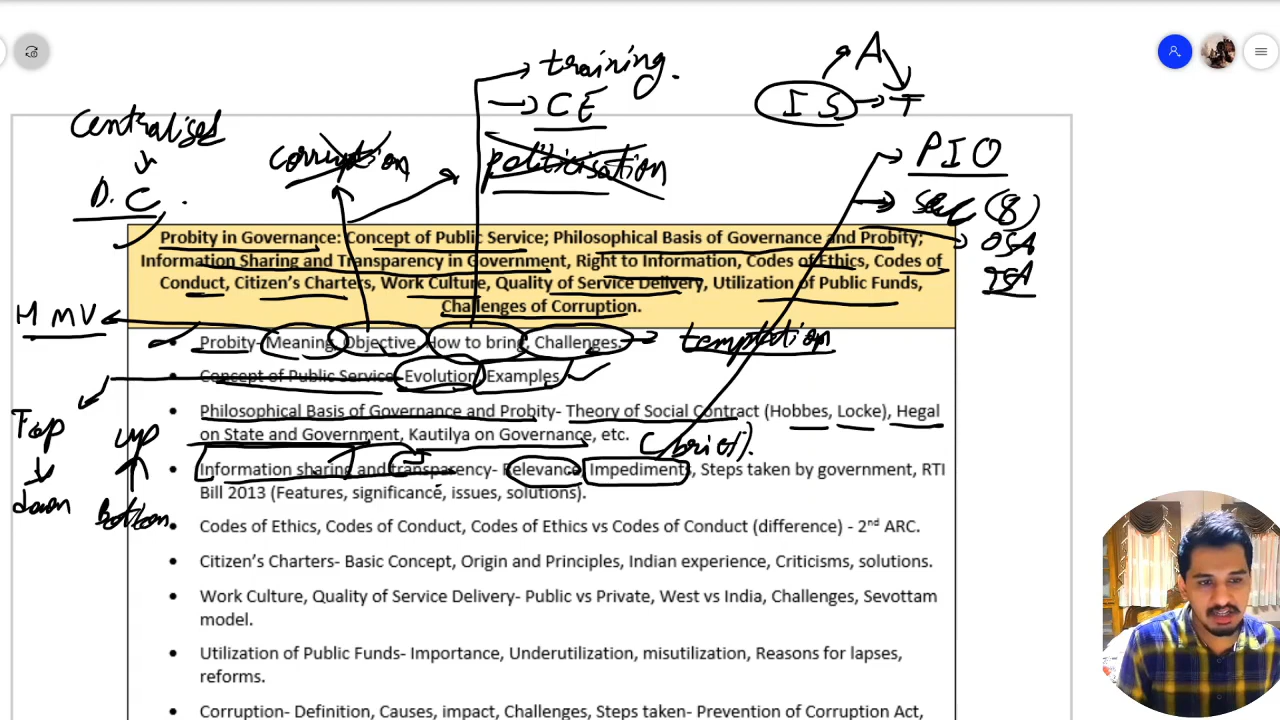 training.
CE
A
IS → T
centralised
corruption
politicisation
PIO
D.C.
Sec (8)
OSA
Probity in Governance: Concept of Public Service; Philosophical Basis of Governance and Probity;
Information Sharing and Transparency in Government, Right to Information, Codes of Ethics, Codes of
Conduct, Citizen's Charters, Work Culture, Quality of Service Delivery, Utilization of Public Funds,
Challenges of Corruption.
H MV
• Probity- Meaning, Objective, How to bring, Challenges.
temptation
• Concept of Public Service, Evolution, Examples
• Philosophical Basis of Governance and Probity- Theory of Social Contract (Hobbes, Locke), Hegal
on State and Government, Kautilya on Governance, etc.
(brief).
Top
down
up
Bottom
• Information sharing and transparency- Relevance, Impediments, Steps taken by government, RTI
Bill 2013 (Features, significance, issues, solutions).
• Codes of Ethics, Codes of Conduct, Codes of Ethics vs Codes of Conduct (difference) - 2nd ARC.
• Citizen's Charters- Basic Concept, Origin and Principles, Indian experience, Criticisms, solutions.
• Work Culture, Quality of Service Delivery- Public vs Private, West vs India, Challenges, Sevottam
model.
• Utilization of Public Funds- Importance, Underutilization, misutilization, Reasons for lapses,
reforms.
• Corruption- Definition, Causes, impact, Challenges, Steps taken- Prevention of Corruption Act,